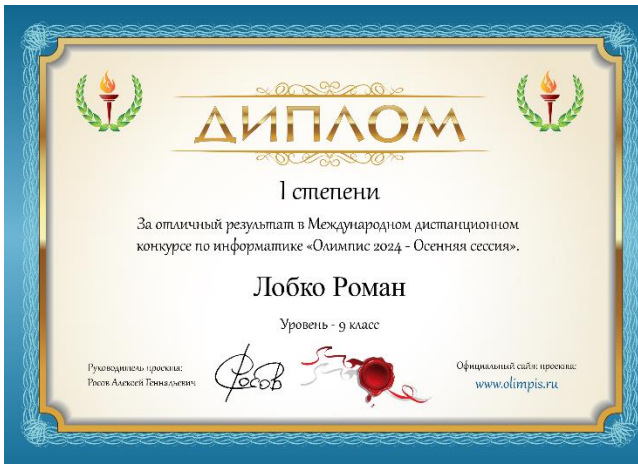 ДИПЛОМ
I степени
За отличный результат в Международном дистанционном
конкурсе по информатике «Олимпис 2024 - Осенняя сессия».
Лобко Роман
Уровень - 9 класс
Руководитель проекта:
Росов Алексей Геннадьевич
Росов
Официальный сайт проекта:
www.olimpis.ru